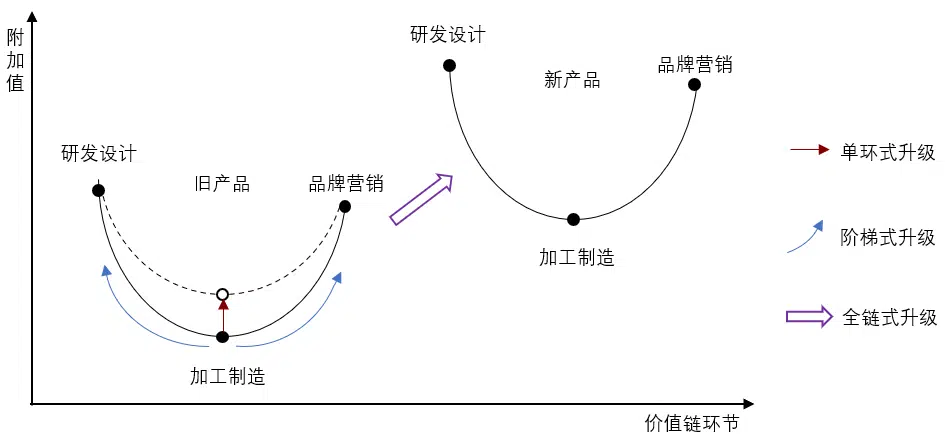 附加值
研发设计
新产品
品牌营销
研发设计
旧产品
品牌营销
加工制造
加工制造
价值链环节
单环式升级
阶梯式升级
全链式升级